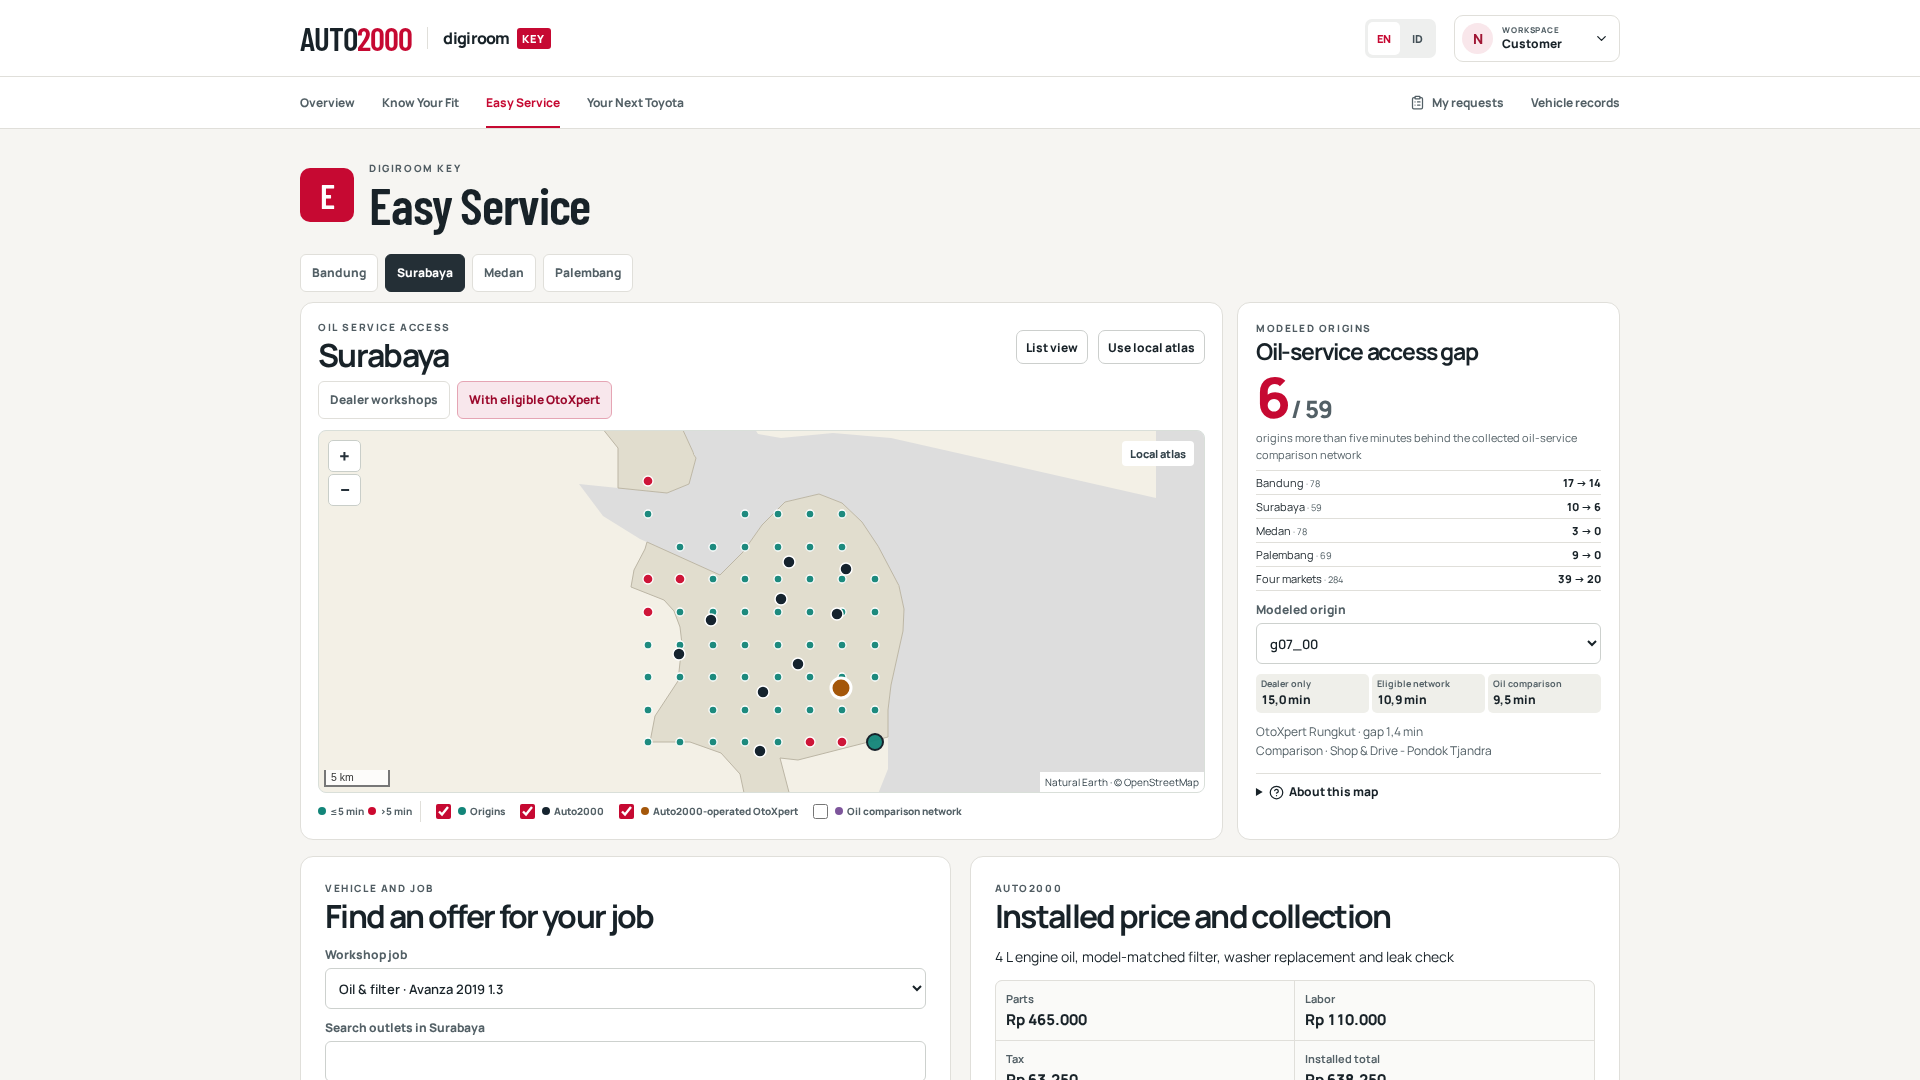 AUTO2000 digiroom KEY
EN ID
N WORKSPACE Customer
Overview Know Your Fit Easy Service Your Next Toyota My requests Vehicle records
DIGIROOM KEY
E Easy Service
Bandung Surabaya Medan Palembang
OIL SERVICE ACCESS
Surabaya
List view Use local atlas
Dealer workshops With eligible OtoXpert
+
−
Local atlas
5 km
Natural Earth · © OpenStreetMap
≤5 min >5 min Origins Auto2000 Auto2000-operated OtoXpert Oil comparison network
MODELED ORIGINS
Oil-service access gap
6 / 59
origins more than five minutes behind the collected oil-service
comparison network
Bandung · 78 17 → 14
Surabaya · 59 10 → 6
Medan · 78 3 → 0
Palembang · 69 9 → 0
Four markets · 284 39 → 20
Modeled origin
g07_00
Dealer only Eligible network Oil comparison
15,0 min 10,9 min 9,5 min
OtoXpert Rungkut · gap 1,4 min
Comparison · Shop & Drive - Pondok Tjandra
About this map
VEHICLE AND JOB
Find an offer for your job
Workshop job
Oil & filter · Avanza 2019 1.3
Search outlets in Surabaya
AUTO2000
Installed price and collection
4 L engine oil, model-matched filter, washer replacement and leak check
Parts Labor
Rp 465.000 Rp 110.000
Tax Installed total
Rp 63.250 Rp 638.250